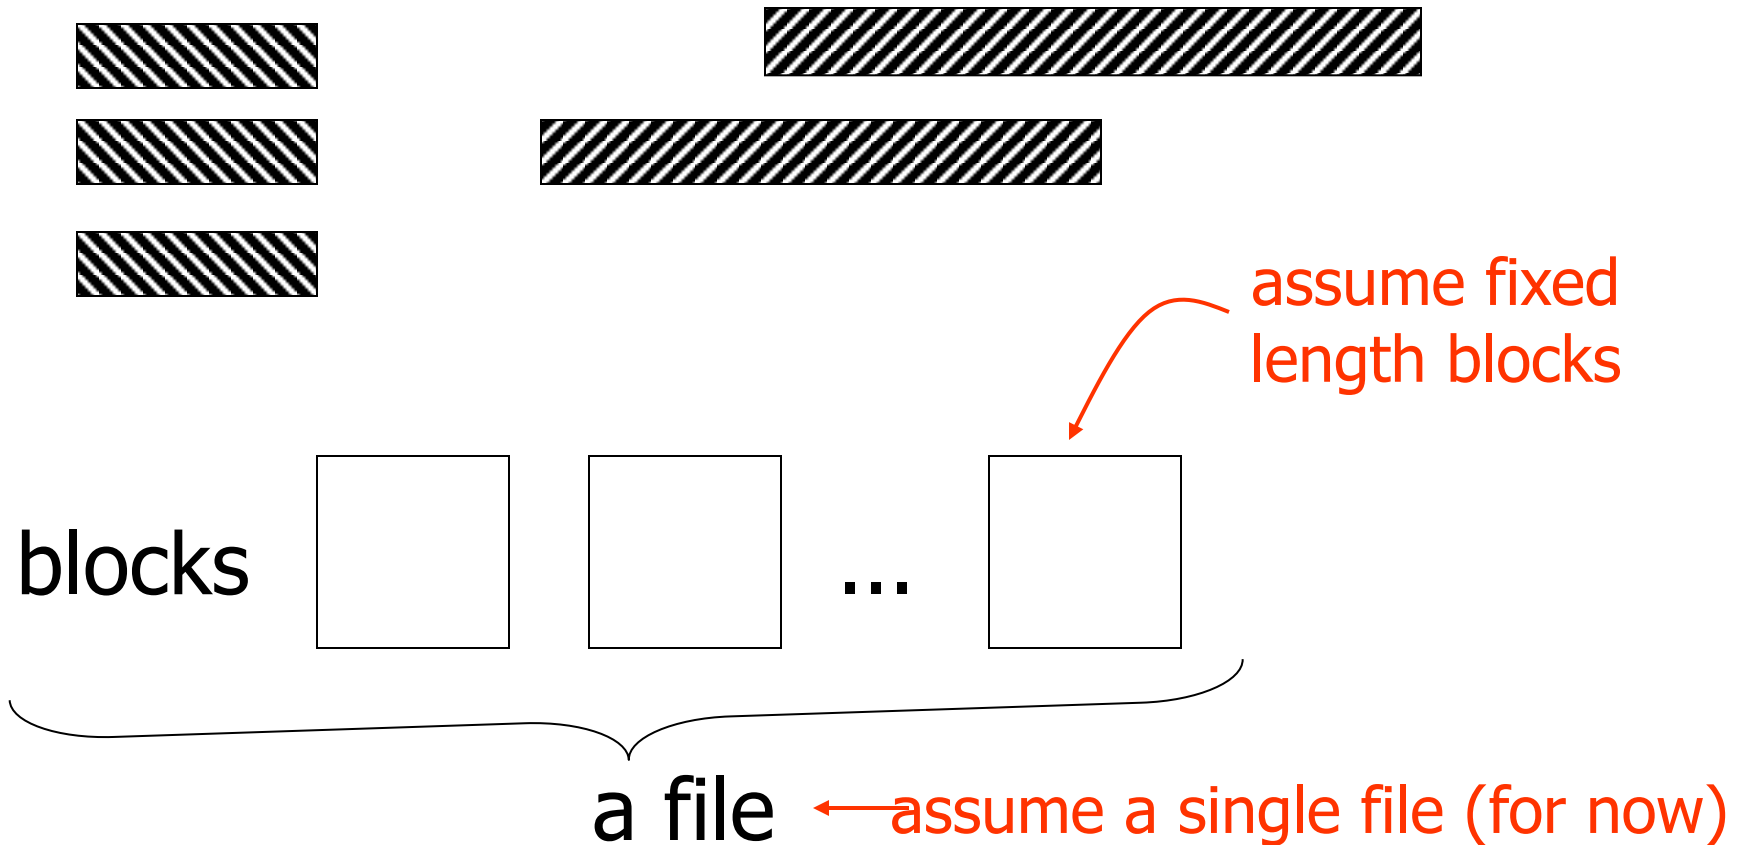 assume fixed
length blocks
blocks
...
a file
assume a single file (for now)